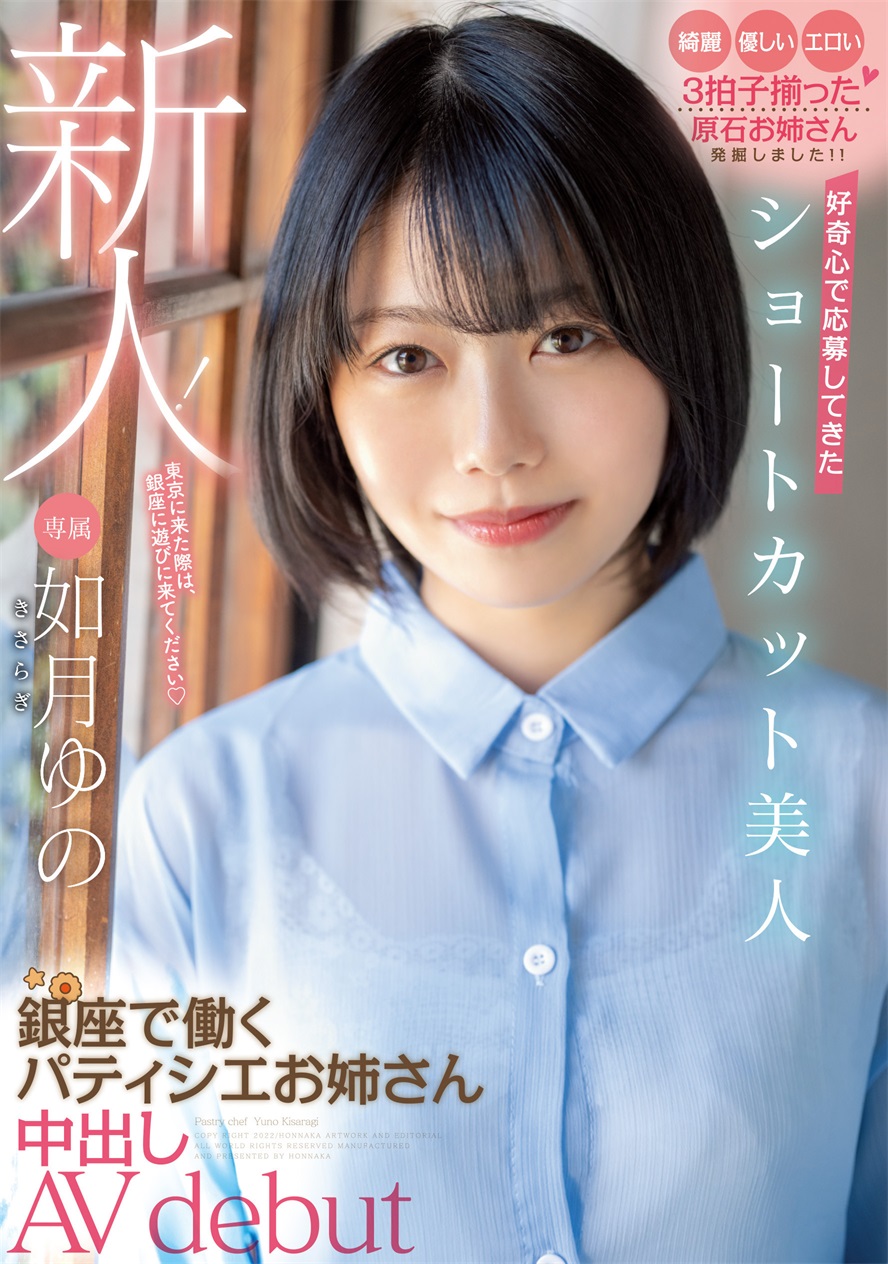 綺麗 優しい エロい
3拍子揃った♥
原石お姉さん
発掘しました!!
好奇心で応募してきた
ショートカット美人
新人!
東京に来た際は、
銀座に遊びに来てください♡
専属
如月ゆの
きさらぎ
銀座で働く
パティシエお姉さん
中出し
AV debut
Pastry chef Yuno Kisaragi
COPY RIGHT 2022/HONNAKA ARTWORK AND EDITORIAL
ALL WORLD RIGHTS RESERVED MANUFACTURED
AND PRESENTED BY HONNAKA